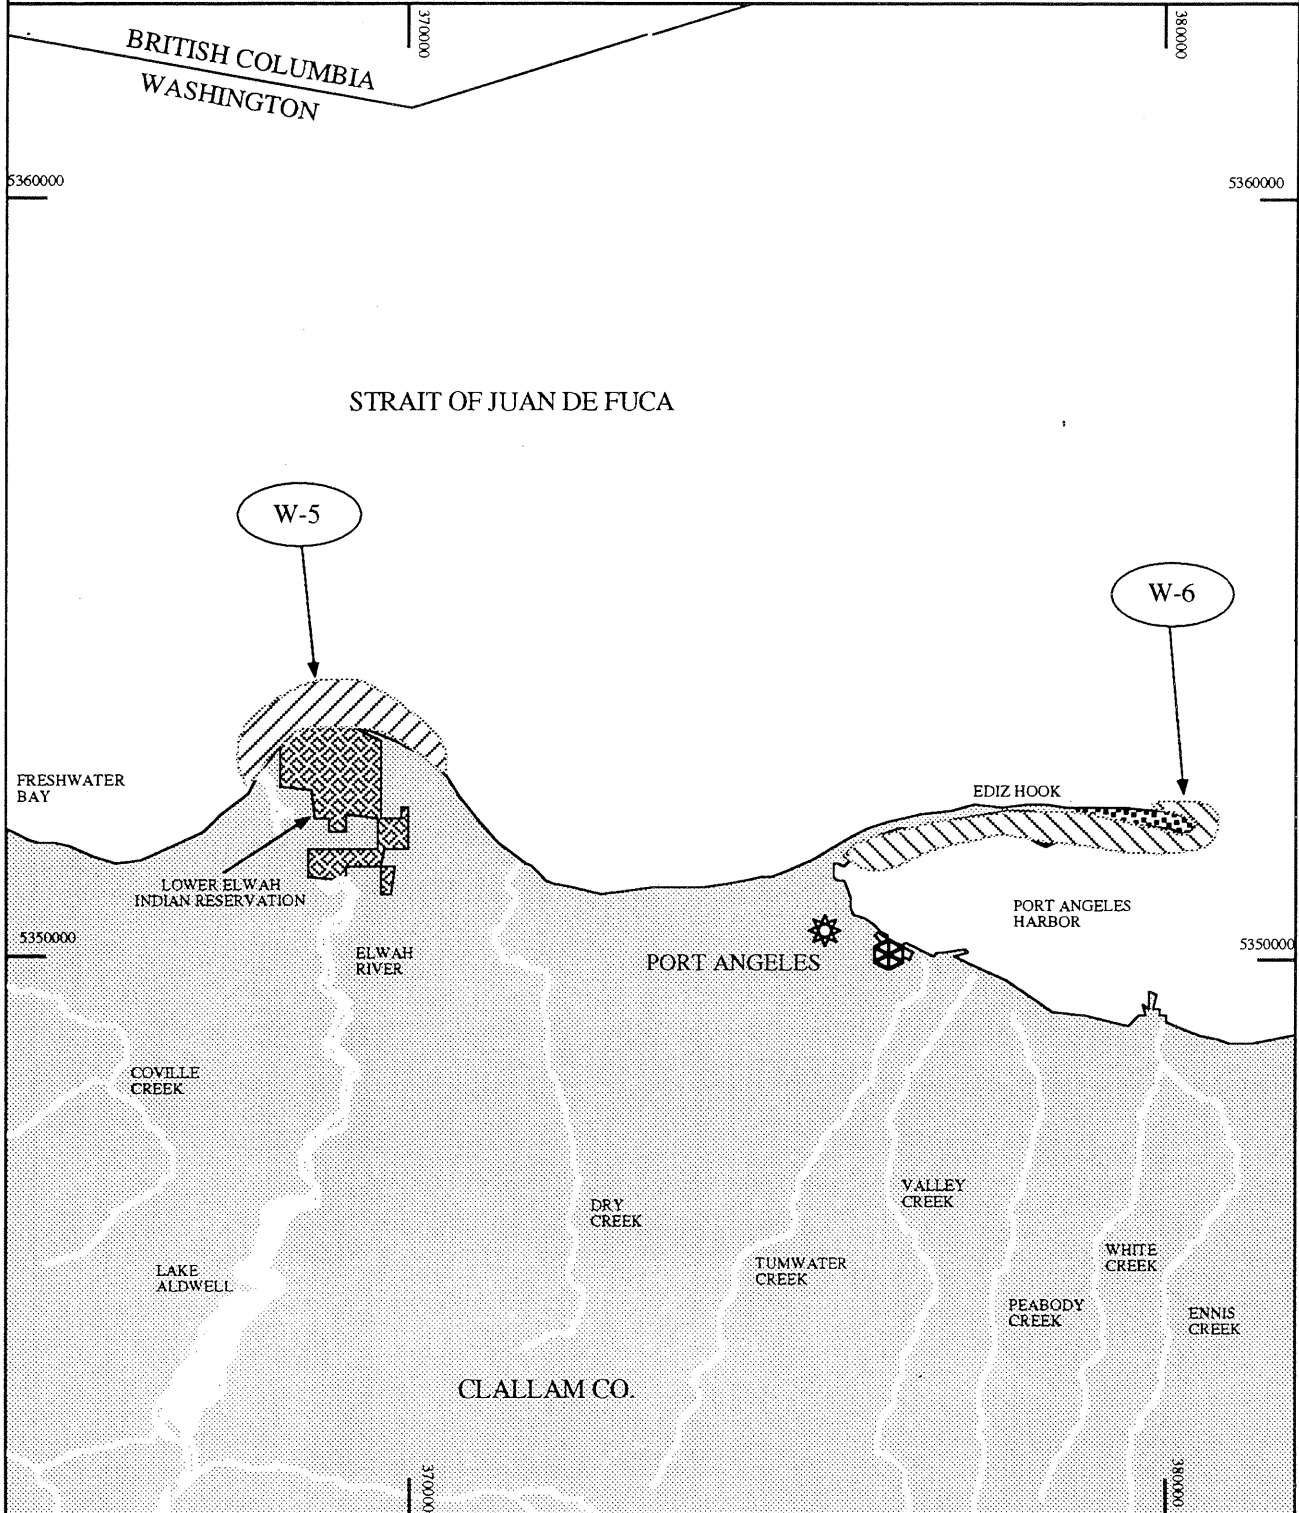 370000
380000
BRITISH COLUMBIA
WASHINGTON
5360000
5360000
STRAIT OF JUAN DE FUCA
W-5
W-6
FRESHWATER
BAY
EDIZ HOOK
LOWER ELWAH
INDIAN RESERVATION
PORT ANGELES
HARBOR
5350000
5350000
ELWAH
RIVER
PORT ANGELES
COVILLE
CREEK
VALLEY
CREEK
DRY
CREEK
WHITE
CREEK
TUMWATER
CREEK
LAKE
ALDWELL
PEABODY
CREEK
ENNIS
CREEK
CLALLAM CO.
370000
380000